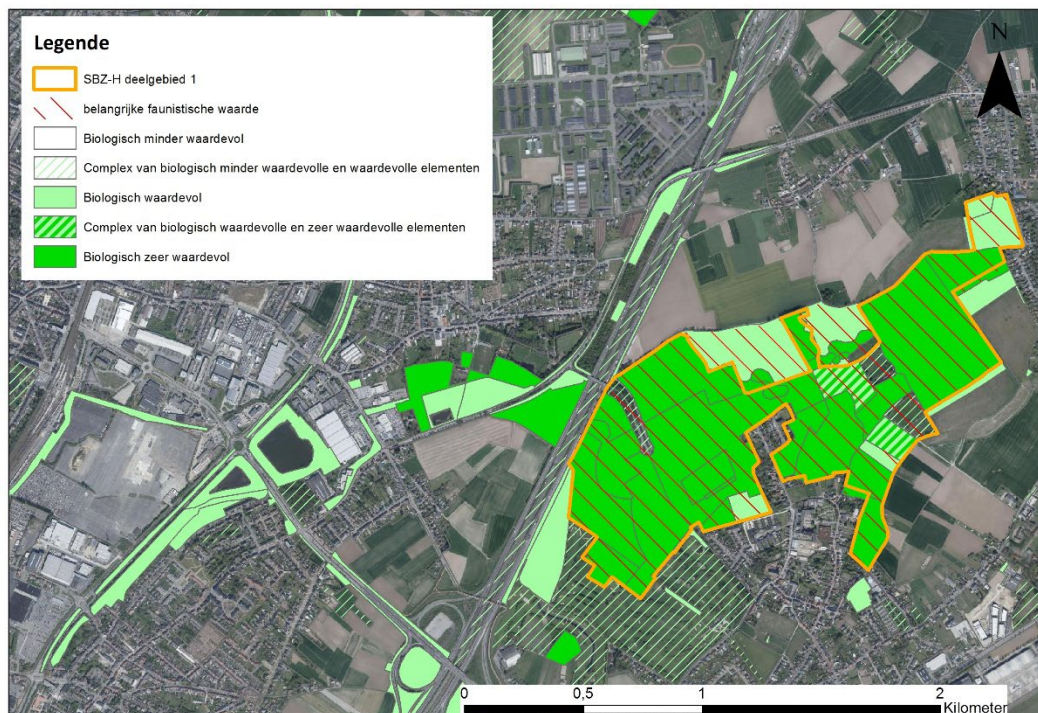 Legende
SBZ-H deelgebied 1
belangrijke faunistische waarde
Biologisch minder waardevol
Complex van biologisch minder waardevolle en waardevolle elementen
Biologisch waardevol
Complex van biologisch waardevolle en zeer waardevolle elementen
Biologisch zeer waardevol
N
0 0,5 1 2
Kilometer